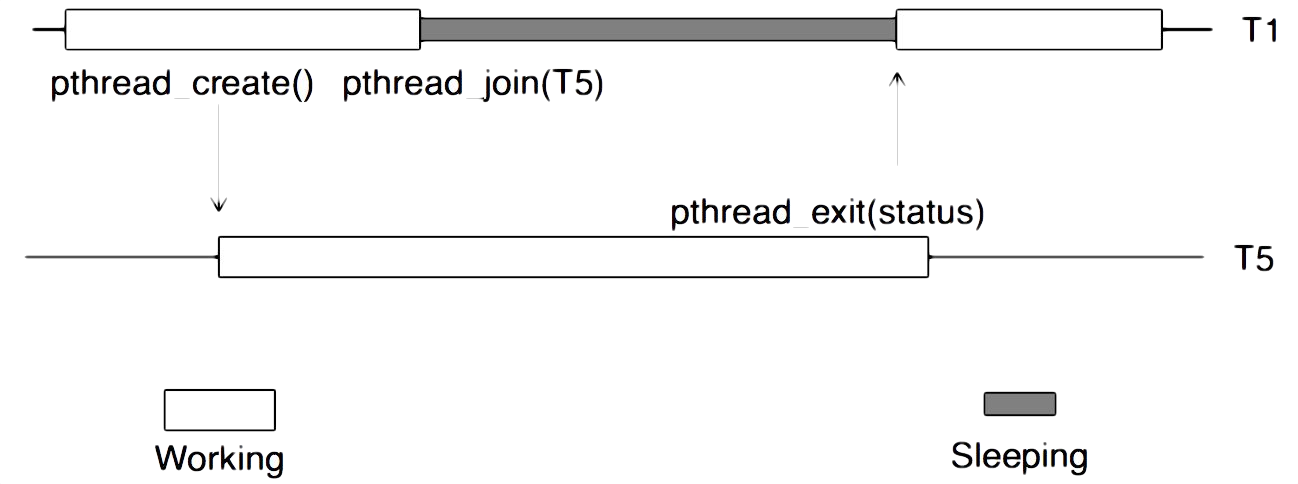 T1
pthread_create() pthread_join(T5)
pthread_exit(status)
T5
Working Sleeping